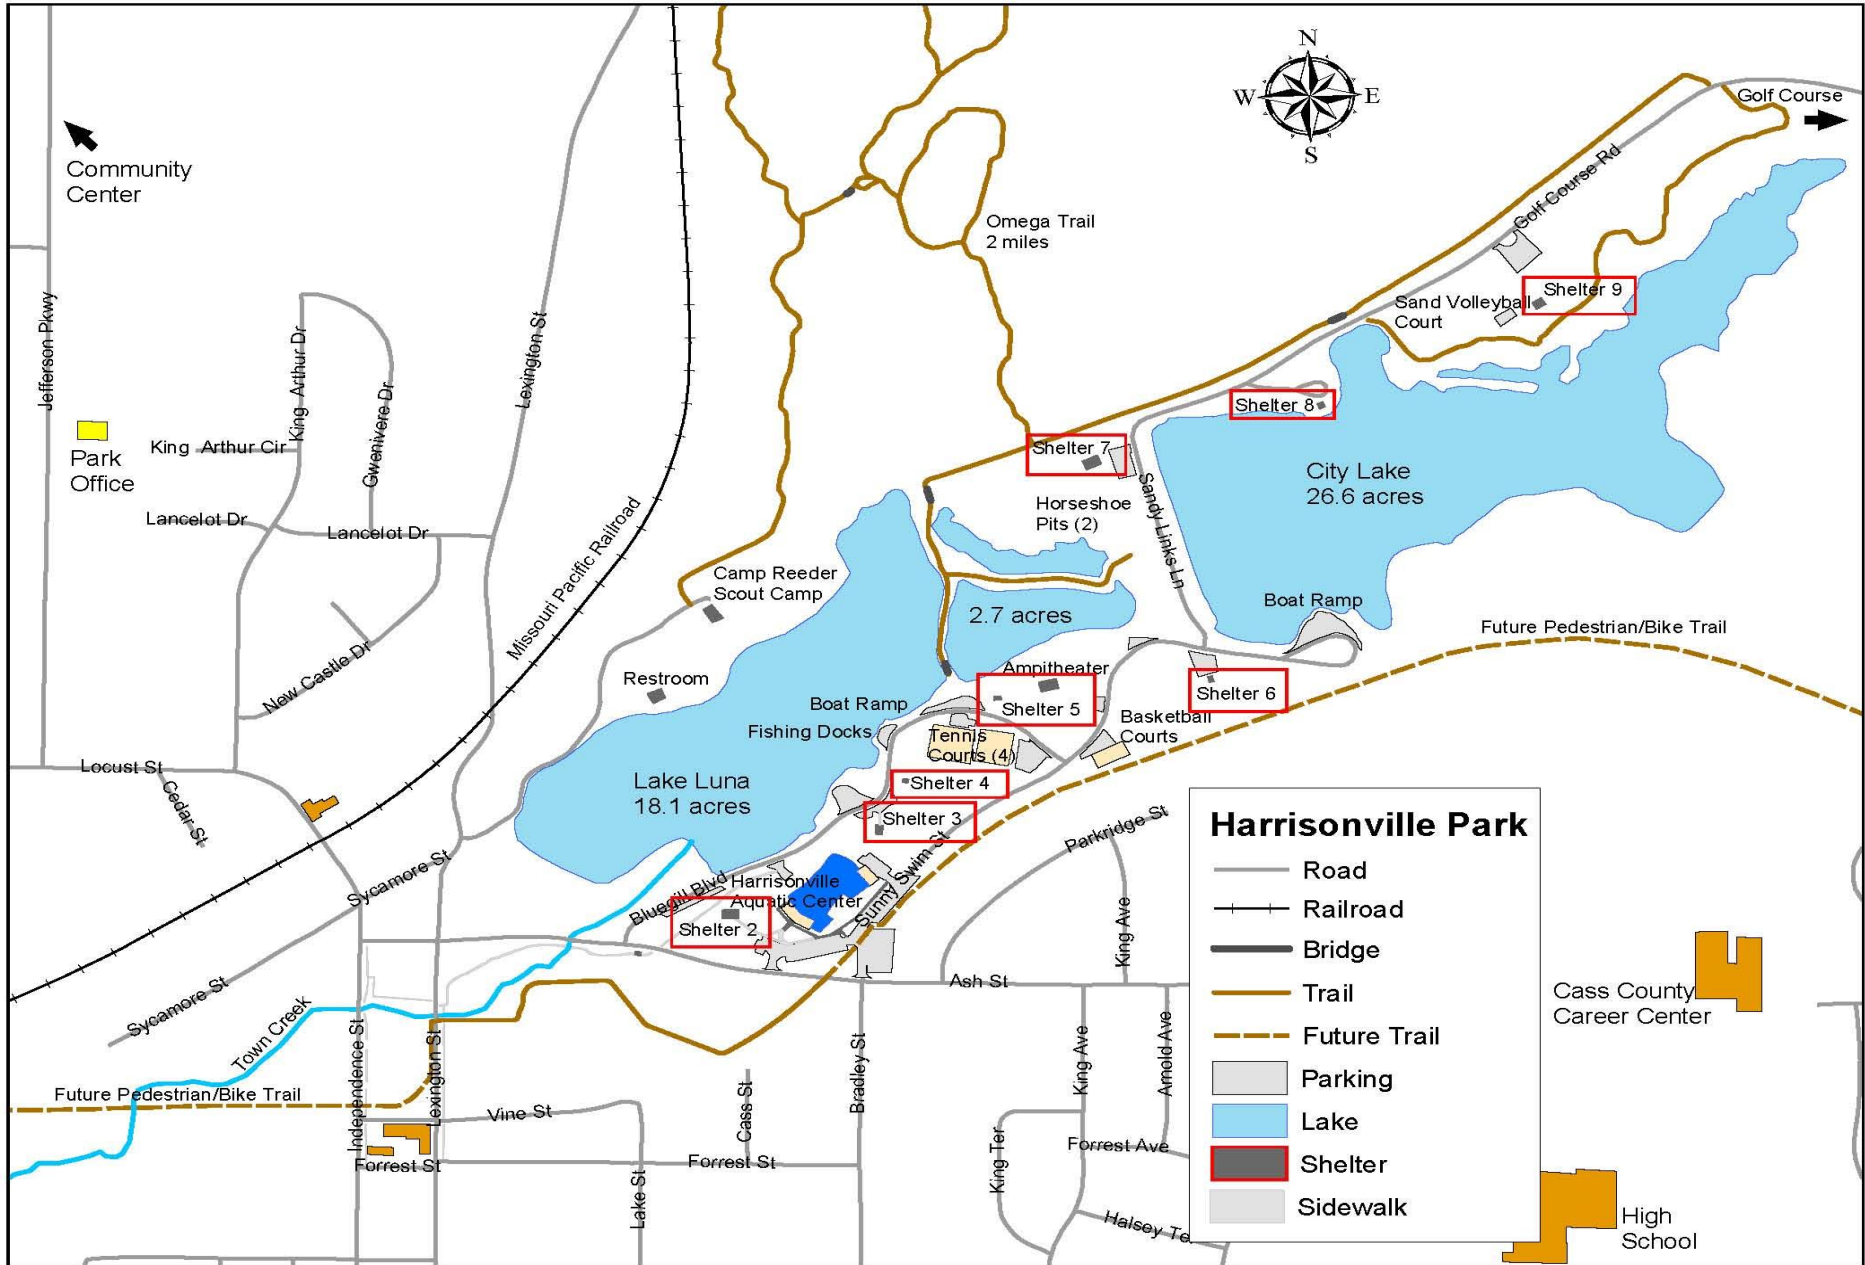 N
W
E
S
Golf Course
Community
Center
Golf Course Rd
Omega Trail
2 miles
Jefferson Pkwy
King Arthur Dr
Gwenivere Dr
Lexington St
Sand Volleyball
Court
Shelter 9
Shelter 8
King Arthur Cir
Park
Office
Shelter 7
City Lake
26.6 acres
Lancelot Dr
Lancelot Dr
Missouri Pacific Railroad
Horseshoe
Pits (2)
Sandy Links Ln
Camp Reeder
Scout Camp
2.7 acres
Boat Ramp
Future Pedestrian/Bike Trail
New Castle Dr
Restroom
Ampitheater
Shelter 5
Shelter 6
Boat Ramp
Fishing Docks
Basketball
Courts
Tennis
Courts (4)
Locust St
Cedar St
Lake Luna
18.1 acres
Shelter 4
Shelter 3
Parkridge St
Sycamore St
Bluegill Blvd
Harrisonville
Aquatic Center
Sunny Swim St
Shelter 2
King Ave
Ash St
Sycamore St
Town Creek
Independence St
Lexington St
Future Pedestrian/Bike Trail
Vine St
Cass St
Bradley St
King Ave
Arnold Ave
Forrest St
Forrest St
Lake St
King Ter
Forrest Ave
Halsey Te
Harrisonville Park
Road
Railroad
Bridge
Trail
Future Trail
Parking
Lake
Shelter
Sidewalk
Cass County
Career Center
High
School